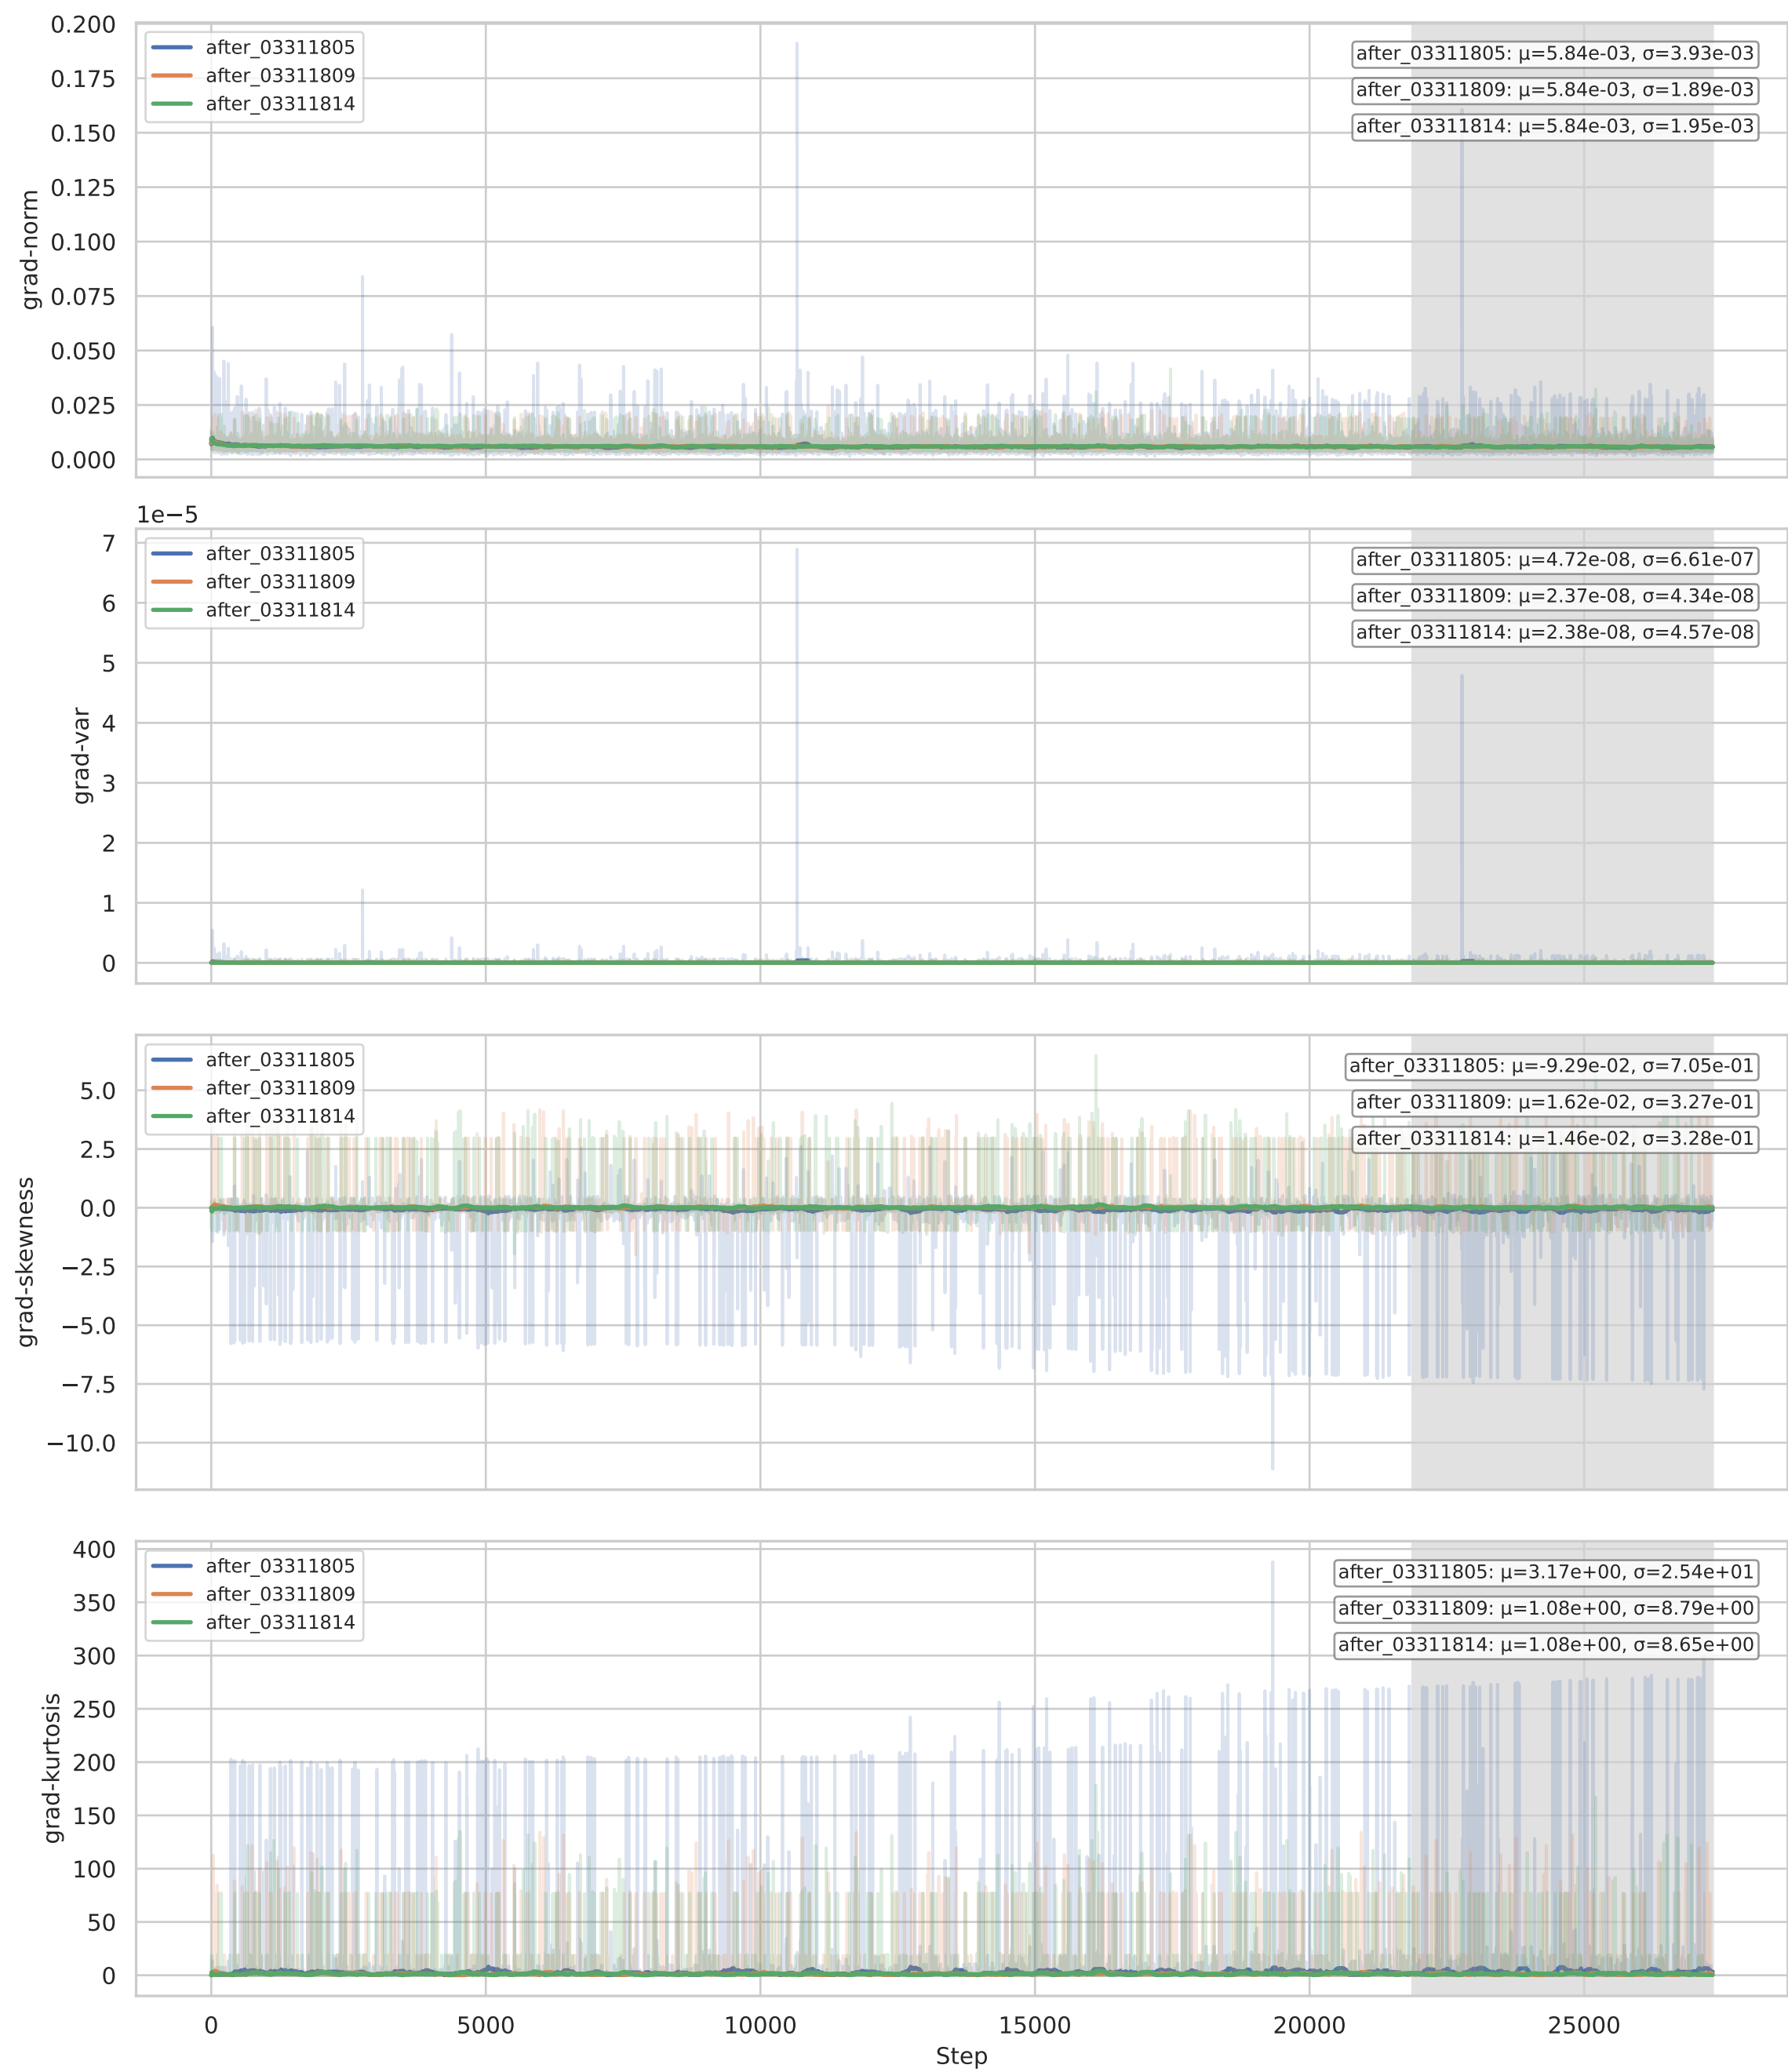 0.200
0.175
0.150
0.125
0.100
0.075
0.050
0.025
0.000
grad-norm
after_03311805
after_03311809
after_03311814
after_03311805: μ=5.84e-03, σ=3.93e-03
after_03311809: μ=5.84e-03, σ=1.89e-03
after_03311814: μ=5.84e-03, σ=1.95e-03
1e−5
7
6
5
4
3
2
1
0
grad-var
after_03311805
after_03311809
after_03311814
after_03311805: μ=4.72e-08, σ=6.61e-07
after_03311809: μ=2.37e-08, σ=4.34e-08
after_03311814: μ=2.38e-08, σ=4.57e-08
5.0
2.5
0.0
−2.5
−5.0
−7.5
−10.0
grad-skewness
after_03311805
after_03311809
after_03311814
after_03311805: μ=-9.29e-02, σ=7.05e-01
after_03311809: μ=1.62e-02, σ=3.27e-01
after_03311814: μ=1.46e-02, σ=3.28e-01
400
350
300
250
200
150
100
50
0
grad-kurtosis
after_03311805
after_03311809
after_03311814
after_03311805: μ=3.17e+00, σ=2.54e+01
after_03311809: μ=1.08e+00, σ=8.79e+00
after_03311814: μ=1.08e+00, σ=8.65e+00
0 5000 10000 15000 20000 25000
Step